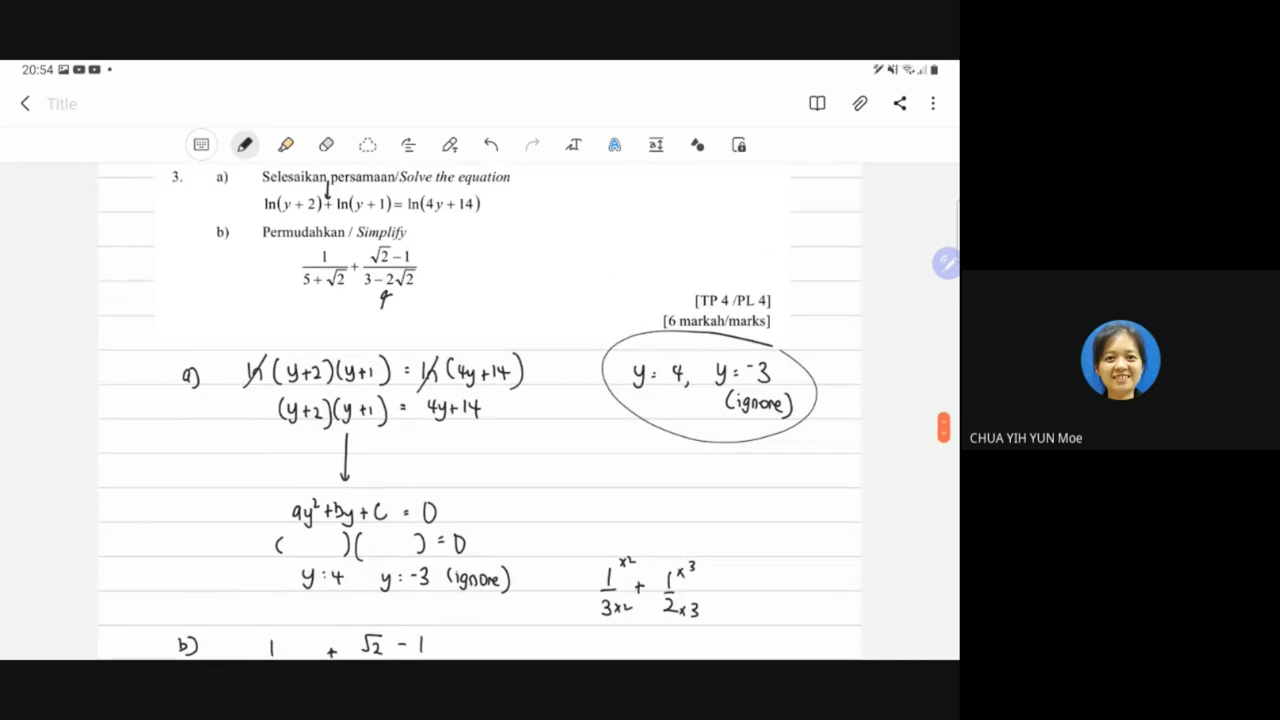 20:54
Title
3. a) Selesaikan persamaan/Solve the equation
ln(y + 2) + ln(y + 1) = ln(4y + 14)
b) Permudahkan / Simplify
1/(5 + √2) + (√2 − 1)/(3 − 2√2)
[TP 4 /PL 4]
[6 markah/marks]
a) ln (y+2)(y+1) = ln (4y+14)
y = 4, y = -3
(ignore)
(y+2)(y+1) = 4y+14
ay²+by+c = 0
( )( ) = 0
y = 4 y = -3 (ignore)
1 ×2/3 ×2 + 1 ×3/2 ×3
b) 1 + √2 - 1
CHUA YIH YUN Moe